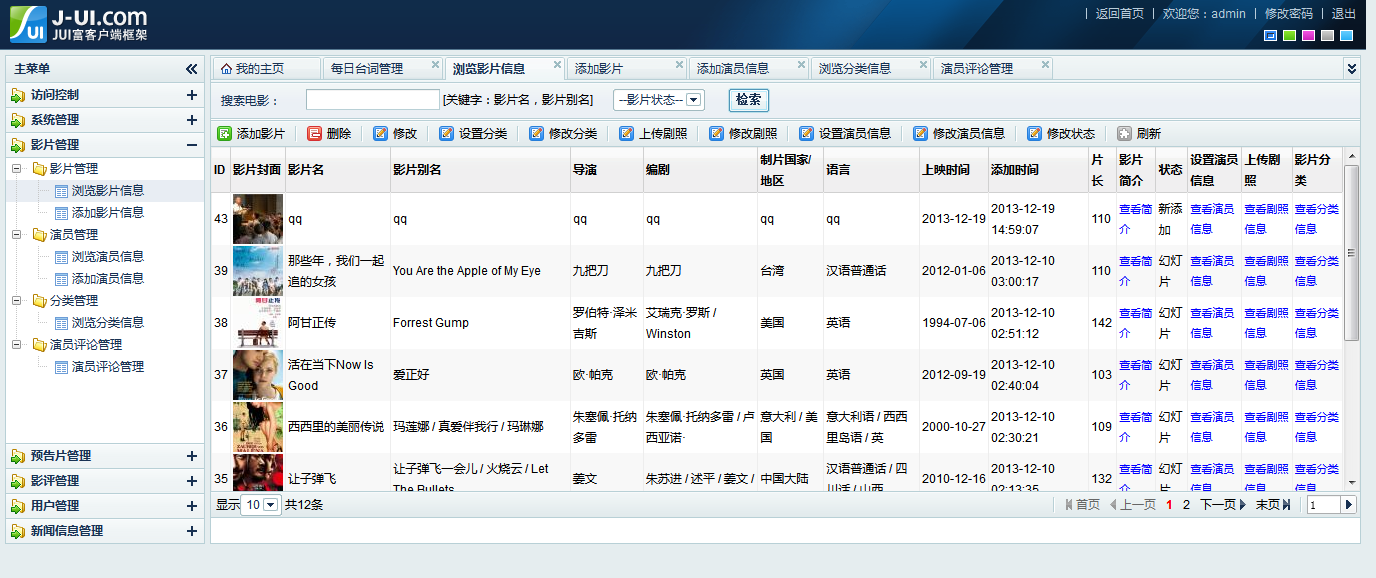 J-UI.com
JUI富客户端框架
| 返回首页 | 欢迎您：admin | 修改密码 | 退出
主菜单
访问控制
系统管理
影片管理
影片管理
浏览影片信息
添加影片信息
演员管理
浏览演员信息
添加演员信息
分类管理
浏览分类信息
演员评论管理
演员评论管理
预告片管理
影评管理
用户管理
新闻信息管理
我的主页 每日台词管理 浏览影片信息 添加影片 添加演员信息 浏览分类信息 演员评论管理
搜索电影： [关键字：影片名，影片别名] --影片状态-- 检索
添加影片 删除 修改 设置分类 修改分类 上传剧照 修改剧照 设置演员信息 修改演员信息 修改状态 刷新
ID 影片封面 影片名 影片别名 导演 编剧 制片国家/地区 语言 上映时间 添加时间 片长 影片简介 状态 设置演员信息 上传剧照 影片分类
43 qq qq qq qq qq qq 2013-12-19 2013-12-19 14:59:07 110 查看简介 新添加 查看演员信息 查看剧照信息 查看分类信息
39 那些年，我们一起追的女孩 You Are the Apple of My Eye 九把刀 九把刀 台湾 汉语普通话 2012-01-06 2013-12-10 03:00:17 110 查看简介 幻灯片 查看演员信息 查看剧照信息 查看分类信息
38 阿甘正传 Forrest Gump 罗伯特·泽米吉斯 艾瑞克·罗斯 / Winston 美国 英语 1994-07-06 2013-12-10 02:51:12 142 查看简介 幻灯片 查看演员信息 查看剧照信息 查看分类信息
37 活在当下Now Is Good 爱正好 欧·帕克 欧·帕克 英国 英语 2012-09-19 2013-12-10 02:40:04 103 查看简介 幻灯片 查看演员信息 查看剧照信息 查看分类信息
36 西西里的美丽传说 玛莲娜 / 真爱伴我行 / 玛琳娜 朱塞佩·托纳多雷 朱塞佩·托纳多雷 / 卢西亚诺· 意大利 / 美国 意大利语 / 西西里岛语 / 英 2000-10-27 2013-12-10 02:30:21 109 查看简介 幻灯片 查看演员信息 查看剧照信息 查看分类信息
35 让子弹飞 让子弹飞一会儿 / 火烧云 / Let The Bullets 姜文 朱苏进 / 述平 / 姜文 / 中国大陆 汉语普通话 / 四川话 / 山西 2010-12-16 2013-12-10 02:13:35 132 查看简介 幻灯片 查看演员信息 查看剧照信息 查看分类信息
显示 10 共12条 首页 上一页 1 2 下一页 末页 1